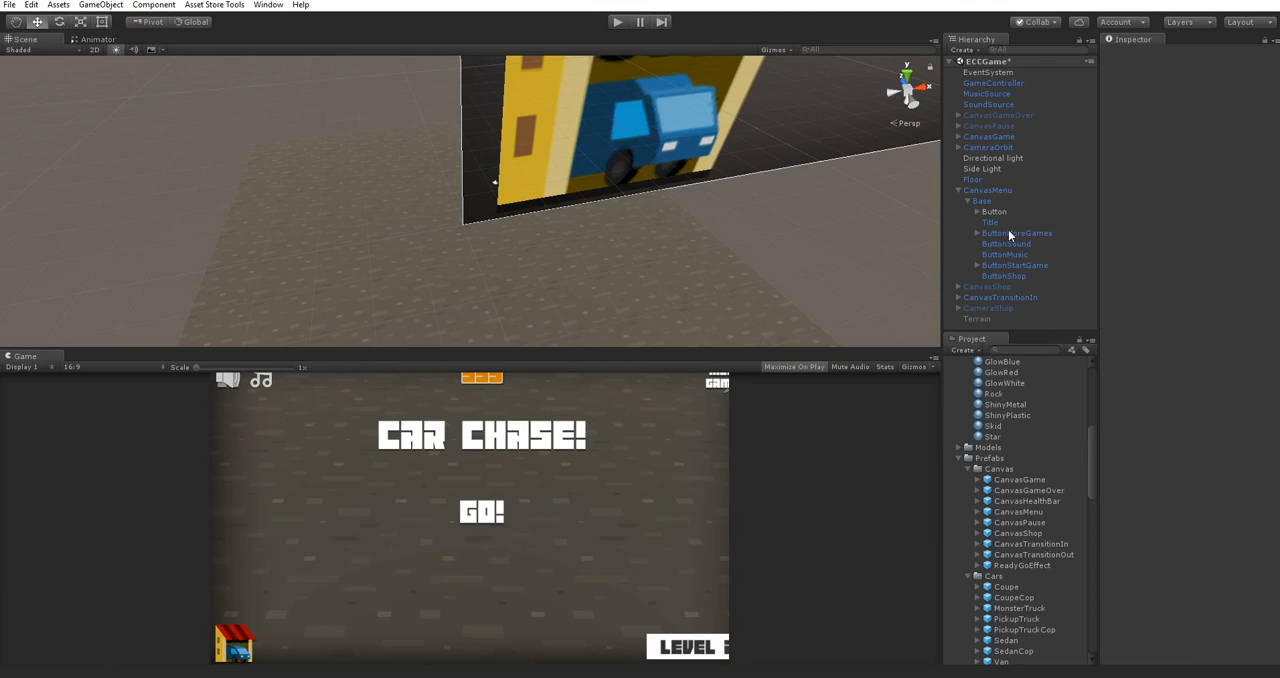 File Edit Assets GameObject Component Asset Store Tools Window Help
Pivot Global Collab Account Layers Layout
Scene Animator
Shaded 2D Gizmos All
y
x
Persp
Hierarchy
Create All
ECCGame*
EventSystem
GameController
MusicSource
SoundSource
CanvasGameOver
CanvasPause
CanvasGame
CameraOrbit
Directional light
Side Light
Floor
CanvasMenu
Base
Button
Title
ButtonMoreGames
ButtonSound
ButtonMusic
ButtonStartGame
ButtonShop
CanvasShop
CanvasTransitionIn
CameraShop
Terrain
Inspector
Game
Display 1 16:9 Scale 1x Maximize On Play Mute Audio Stats Gizmos
CAR CHASE!
GO!
LEVEL
Project
Create
GlowBlue
GlowRed
GlowWhite
Rock
ShinyMetal
ShinyPlastic
Skid
Star
Models
Prefabs
Canvas
CanvasGame
CanvasGameOver
CanvasHealthBar
CanvasMenu
CanvasPause
CanvasShop
CanvasTransitionIn
CanvasTransitionOut
ReadyGoEffect
Cars
Coupe
CoupeCop
MonsterTruck
PickupTruck
PickupTruckCop
Sedan
SedanCop
Van